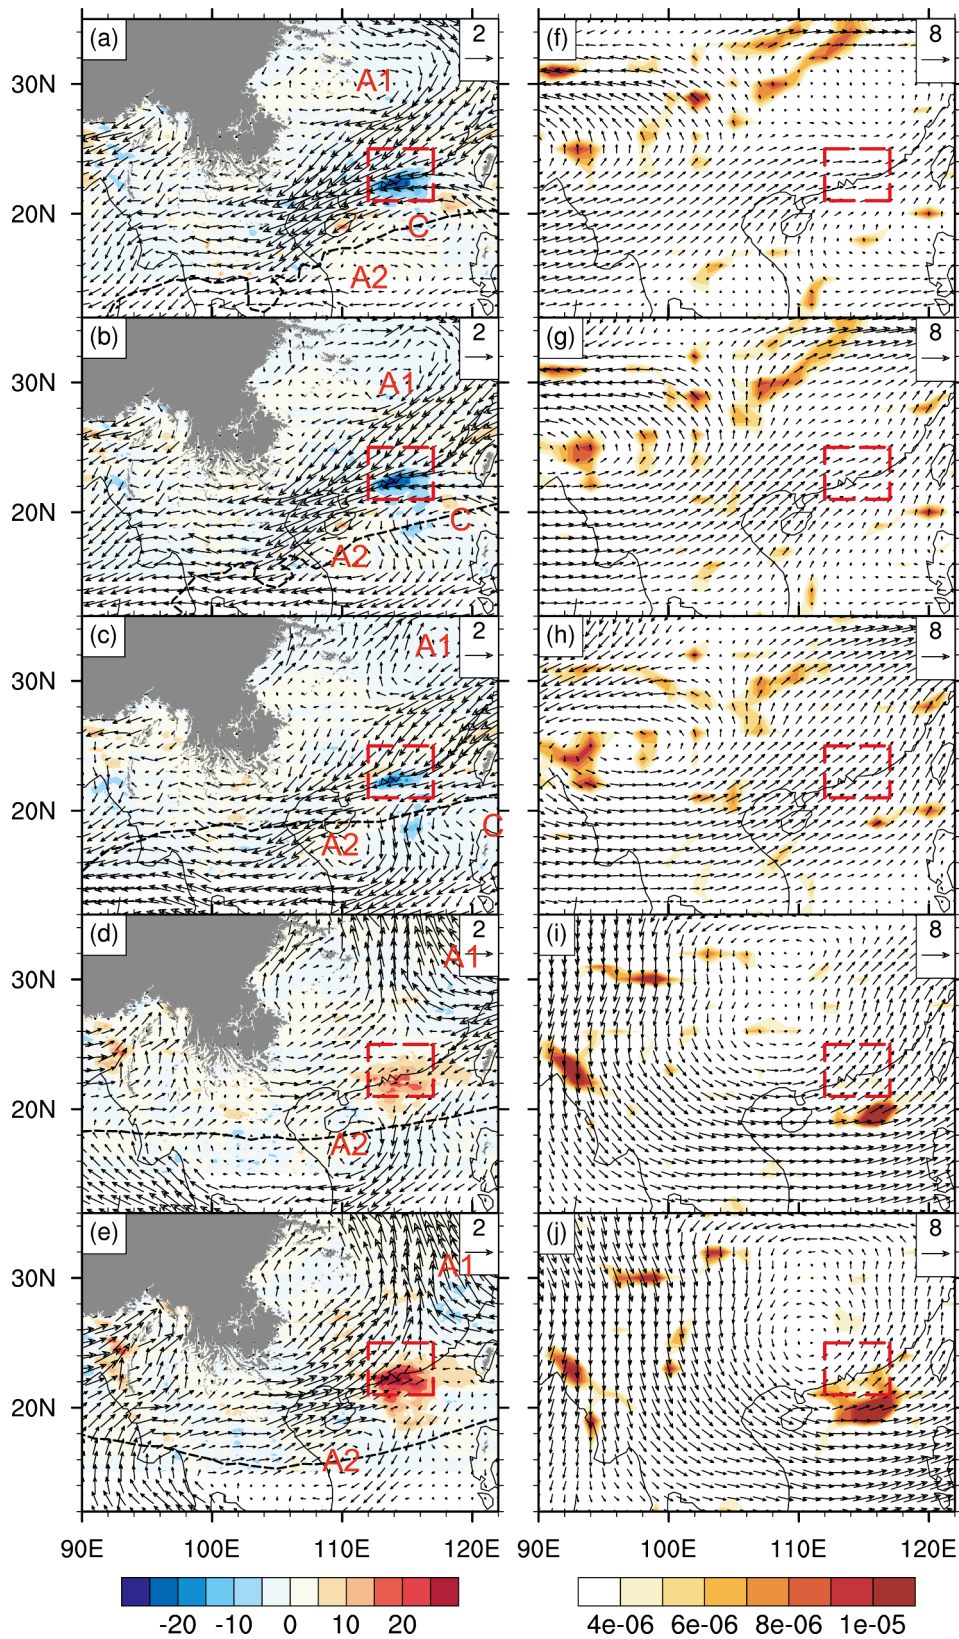 (a) A1 2 (f) 8
30N
20N
C
A2
(b) 2 (g) 8
30N
A1
20N
C
A2
(c) A1 2 (h) 8
30N
20N
C
A2
(d) 2 (i) 8
A1
30N
20N
A2
(e) 2 (j) 8
A1
30N
20N
A2
90E 100E 110E 120E 90E 100E 110E 120E
-20 -10 0 10 20 4e-06 6e-06 8e-06 1e-05